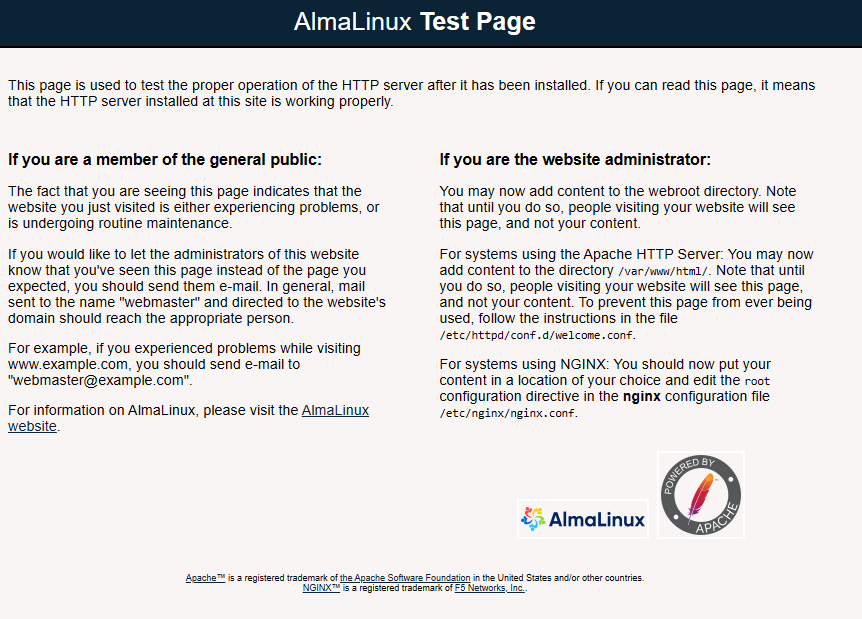 AlmaLinux Test Page
This page is used to test the proper operation of the HTTP server after it has been installed. If you can read this page, it means
that the HTTP server installed at this site is working properly.
If you are a member of the general public:
The fact that you are seeing this page indicates that the
website you just visited is either experiencing problems, or
is undergoing routine maintenance.
If you would like to let the administrators of this website
know that you've seen this page instead of the page you
expected, you should send them e-mail. In general, mail
sent to the name "webmaster" and directed to the website's
domain should reach the appropriate person.
For example, if you experienced problems while visiting
www.example.com, you should send e-mail to
"webmaster@example.com".
For information on AlmaLinux, please visit the AlmaLinux
website.
If you are the website administrator:
You may now add content to the webroot directory. Note
that until you do so, people visiting your website will see
this page, and not your content.
For systems using the Apache HTTP Server: You may now
add content to the directory /var/www/html/. Note that until
you do so, people visiting your website will see this page,
and not your content. To prevent this page from ever being
used, follow the instructions in the file
/etc/httpd/conf.d/welcome.conf.
For systems using NGINX: You should now put your
content in a location of your choice and edit the root
configuration directive in the nginx configuration file
/etc/nginx/nginx.conf.
AlmaLinux
POWERED BY
APACHE
Apache™ is a registered trademark of the Apache Software Foundation in the United States and/or other countries.
NGINX™ is a registered trademark of F5 Networks, Inc..